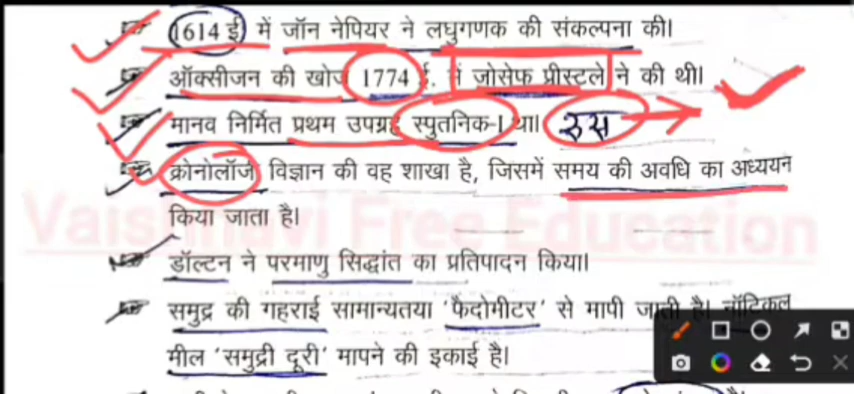 1614 ई में जॉन नेपियर ने लघुगणक की संकल्पना की।
ऑक्सीजन की खोज 1774 ई. में जोसेफ प्रीस्टले ने की थी।
मानव निर्मित प्रथम उपग्रह स्पुतनिक-I था। रूस
क्रोनोलॉजी विज्ञान की वह शाखा है, जिसमें समय की अवधि का अध्ययन
किया जाता है।
Vaishnavi Free Education
डॉल्टन ने परमाणु सिद्धांत का प्रतिपादन किया।
समुद्र की गहराई सामान्यतया 'फैदोमीटर' से मापी जाती है। नॉटिकल
मील 'समुद्री दूरी' मापने की इकाई है।